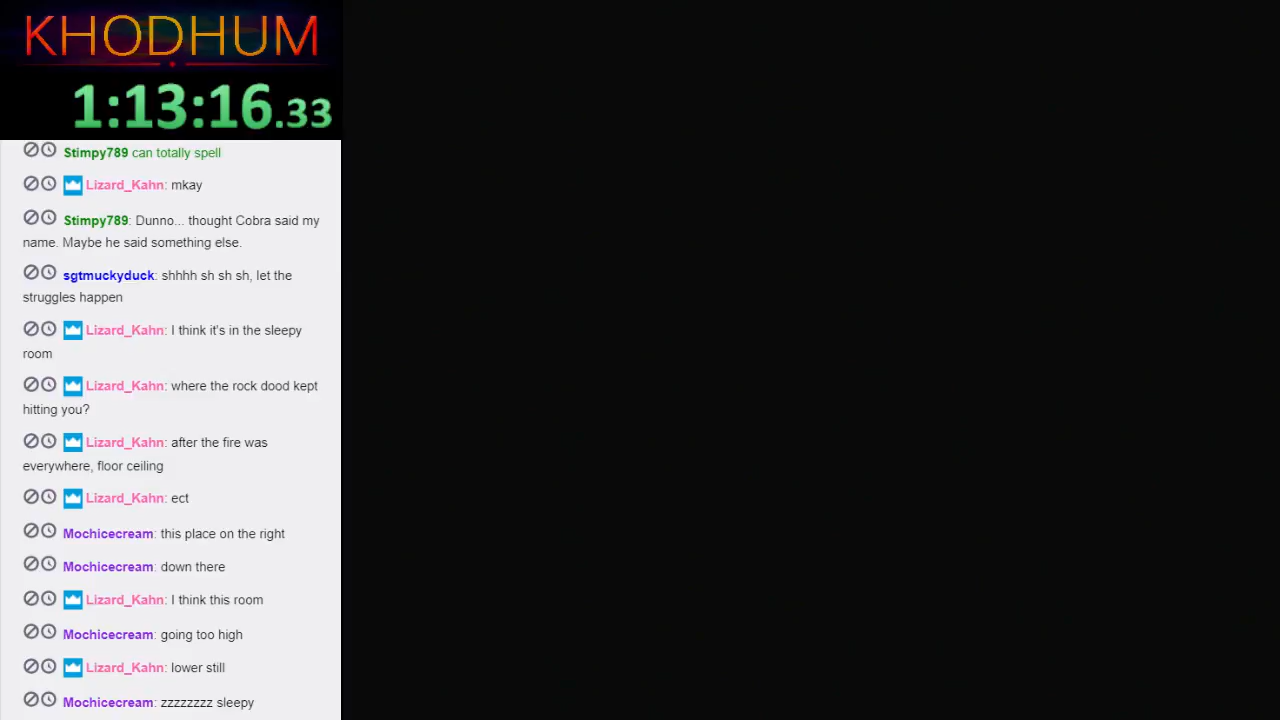 KHODHUM
1:13:16.33
Stimpy789 can totally spell
Lizard_Kahn: mkay
Stimpy789: Dunno... thought Cobra said my
name. Maybe he said something else.
sgtmuckyduck: shhhh sh sh sh, let the
struggles happen
Lizard_Kahn: I think it's in the sleepy
room
Lizard_Kahn: where the rock dood kept
hitting you?
Lizard_Kahn: after the fire was
everywhere, floor ceiling
Lizard_Kahn: ect
Mochicecream: this place on the right
Mochicecream: down there
Lizard_Kahn: I think this room
Mochicecream: going too high
Lizard_Kahn: lower still
Mochicecream: zzzzzzzz sleepy